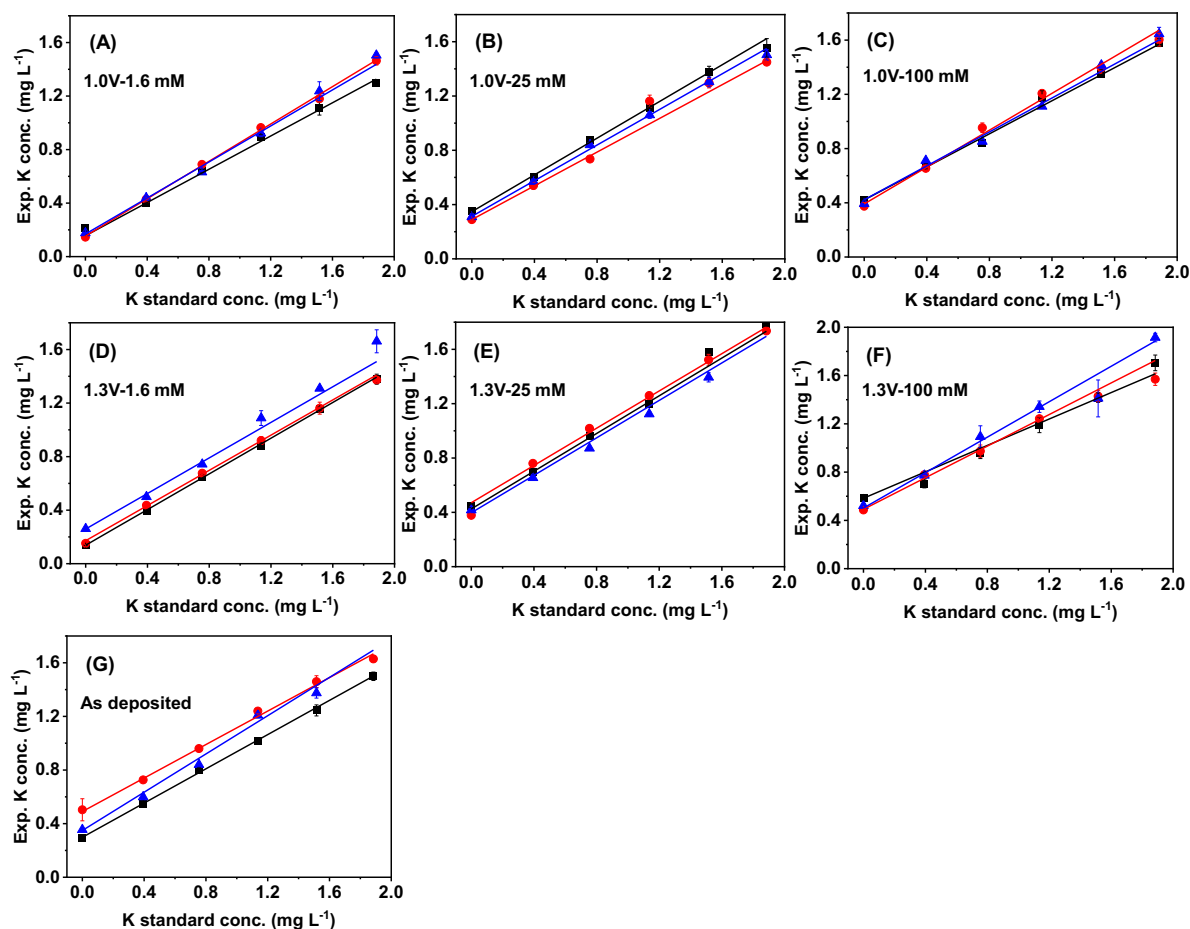 (A)
1.0V-1.6 mM
Exp. K conc. (mg L⁻¹)
1.6
1.2
0.8
0.4
0.0
0.0 0.4 0.8 1.2 1.6 2.0
K standard conc. (mg L⁻¹)
(B)
1.0V-25 mM
Exp. K conc. (mg L⁻¹)
1.6
1.2
0.8
0.4
0.0
0.0 0.4 0.8 1.2 1.6 2.0
K standard conc. (mg L⁻¹)
(C)
1.0V-100 mM
Exp. K conc. (mg L⁻¹)
1.6
1.2
0.8
0.4
0.0
0.0 0.4 0.8 1.2 1.6 2.0
K standard conc. (mg L⁻¹)
(D)
1.3V-1.6 mM
Exp. K conc. (mg L⁻¹)
1.6
1.2
0.8
0.4
0.0
0.0 0.4 0.8 1.2 1.6 2.0
K standard conc. (mg L⁻¹)
(E)
1.3V-25 mM
Exp. K conc. (mg L⁻¹)
1.6
1.2
0.8
0.4
0.0
0.0 0.4 0.8 1.2 1.6 2.0
K standard conc. (mg L⁻¹)
(F)
1.3V-100 mM
Exp. K conc. (mg L⁻¹)
2.0
1.6
1.2
0.8
0.4
0.0
0.0 0.4 0.8 1.2 1.6 2.0
K standard conc. (mg L⁻¹)
(G)
As deposited
Exp. K conc. (mg L⁻¹)
1.6
1.2
0.8
0.4
0.0
0.0 0.4 0.8 1.2 1.6 2.0
K standard conc. (mg L⁻¹)